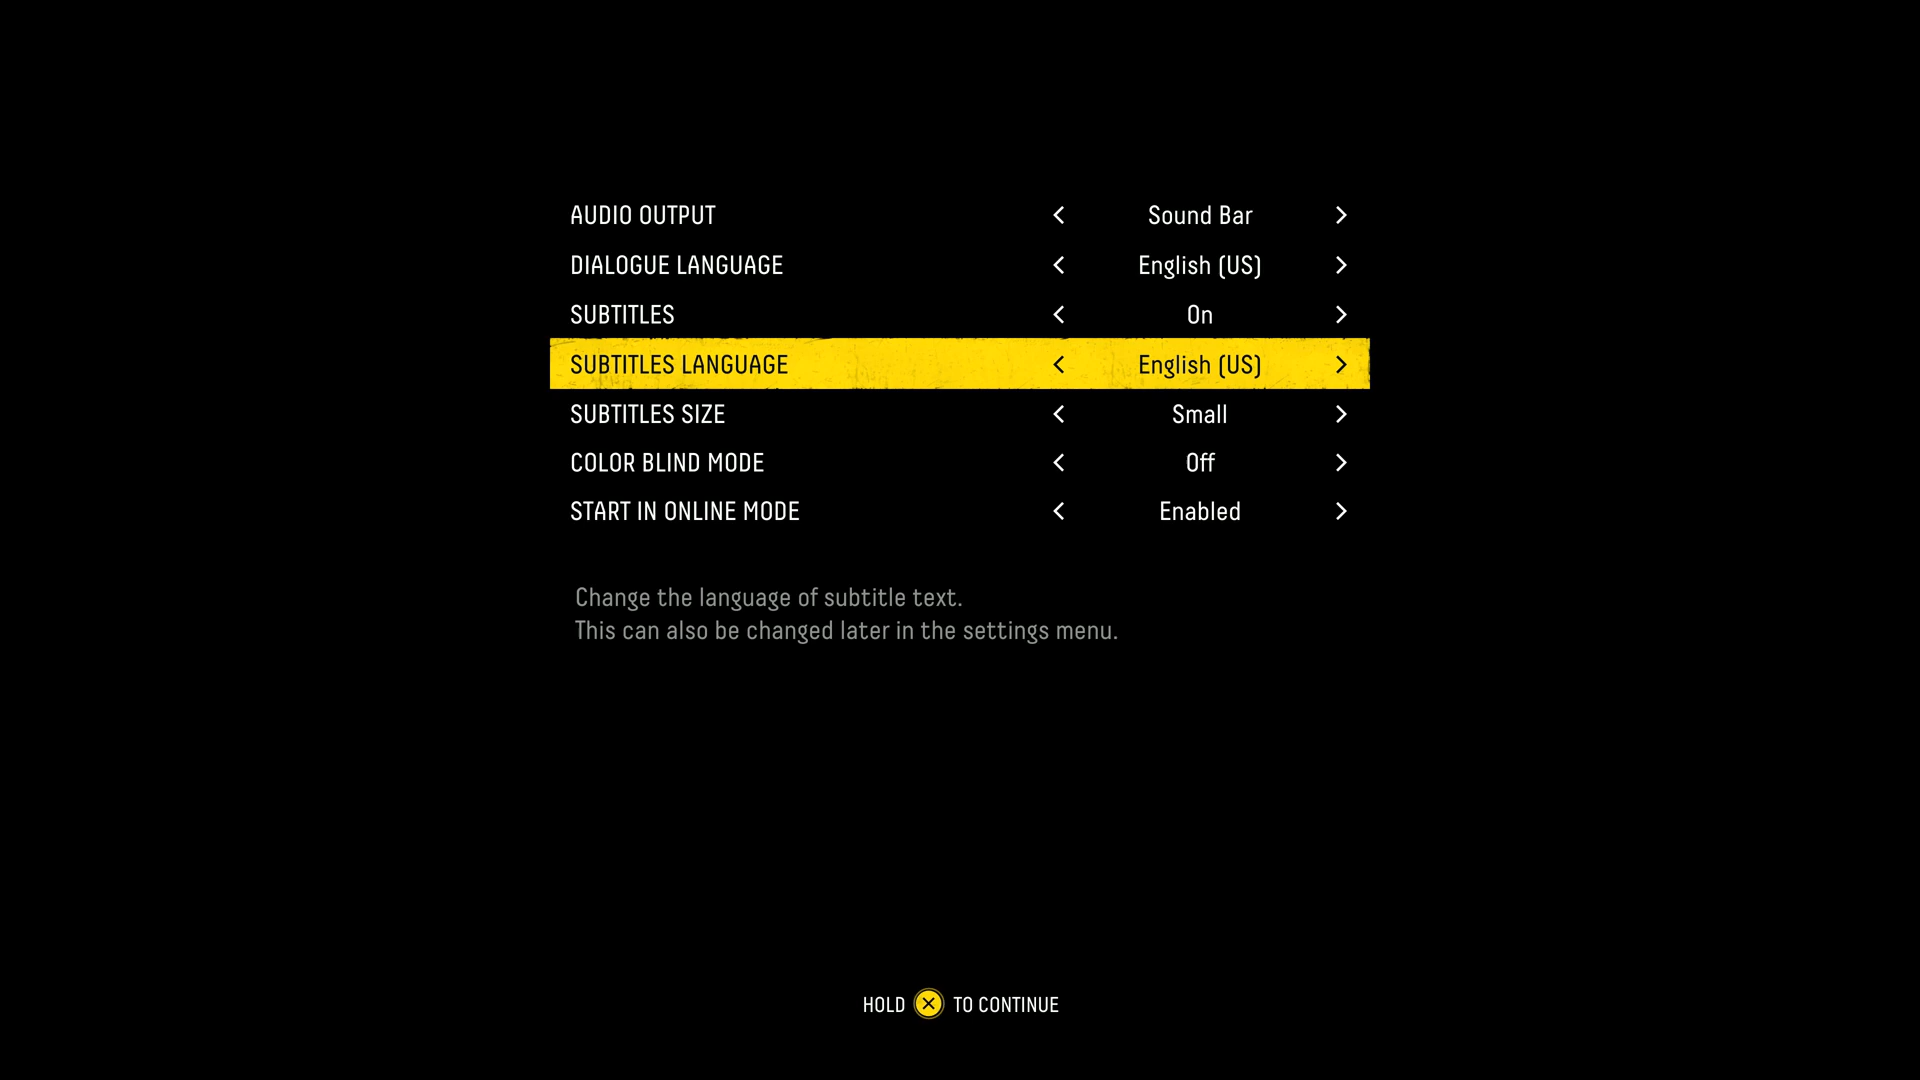 AUDIO OUTPUT < Sound Bar >
DIALOGUE LANGUAGE < English (US) >
SUBTITLES < On >
SUBTITLES LANGUAGE < English (US) >
SUBTITLES SIZE < Small >
COLOR BLIND MODE < Off >
START IN ONLINE MODE < Enabled >
Change the language of subtitle text.
This can also be changed later in the settings menu.
HOLD ✕ TO CONTINUE